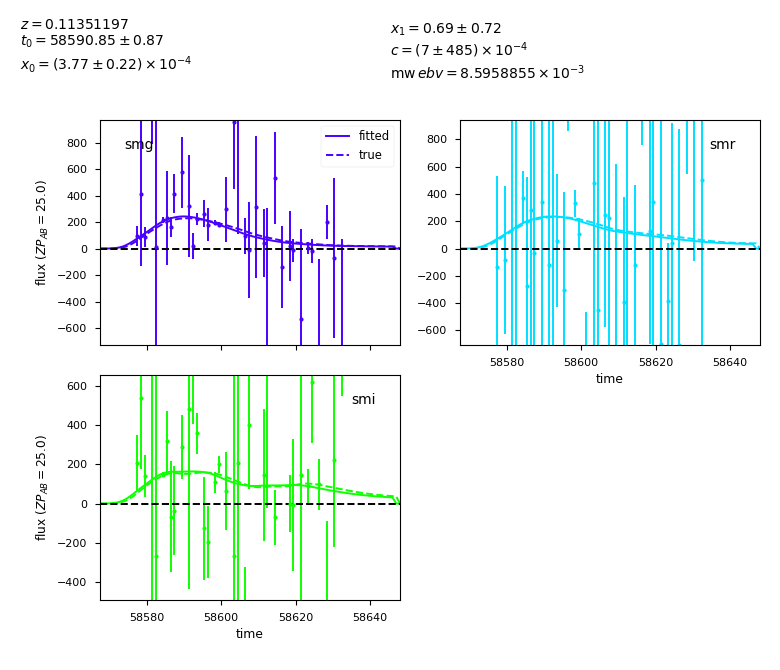 z = 0.11351197
t₀ = 58590.85 ± 0.87
x₀ = (3.77 ± 0.22) × 10⁻⁴
x₁ = 0.69 ± 0.72
c = (7 ± 485) × 10⁻⁴
mw ebv = 8.5958855 × 10⁻³
smg
fitted
true
800
600
400
200
0
−200
−400
−600
flux (ZP_AB = 25.0)
smr
800
600
400
200
0
−200
−400
−600
58580
58600
58620
58640
time
smi
600
400
200
0
−200
−400
flux (ZP_AB = 25.0)
58580
58600
58620
58640
time